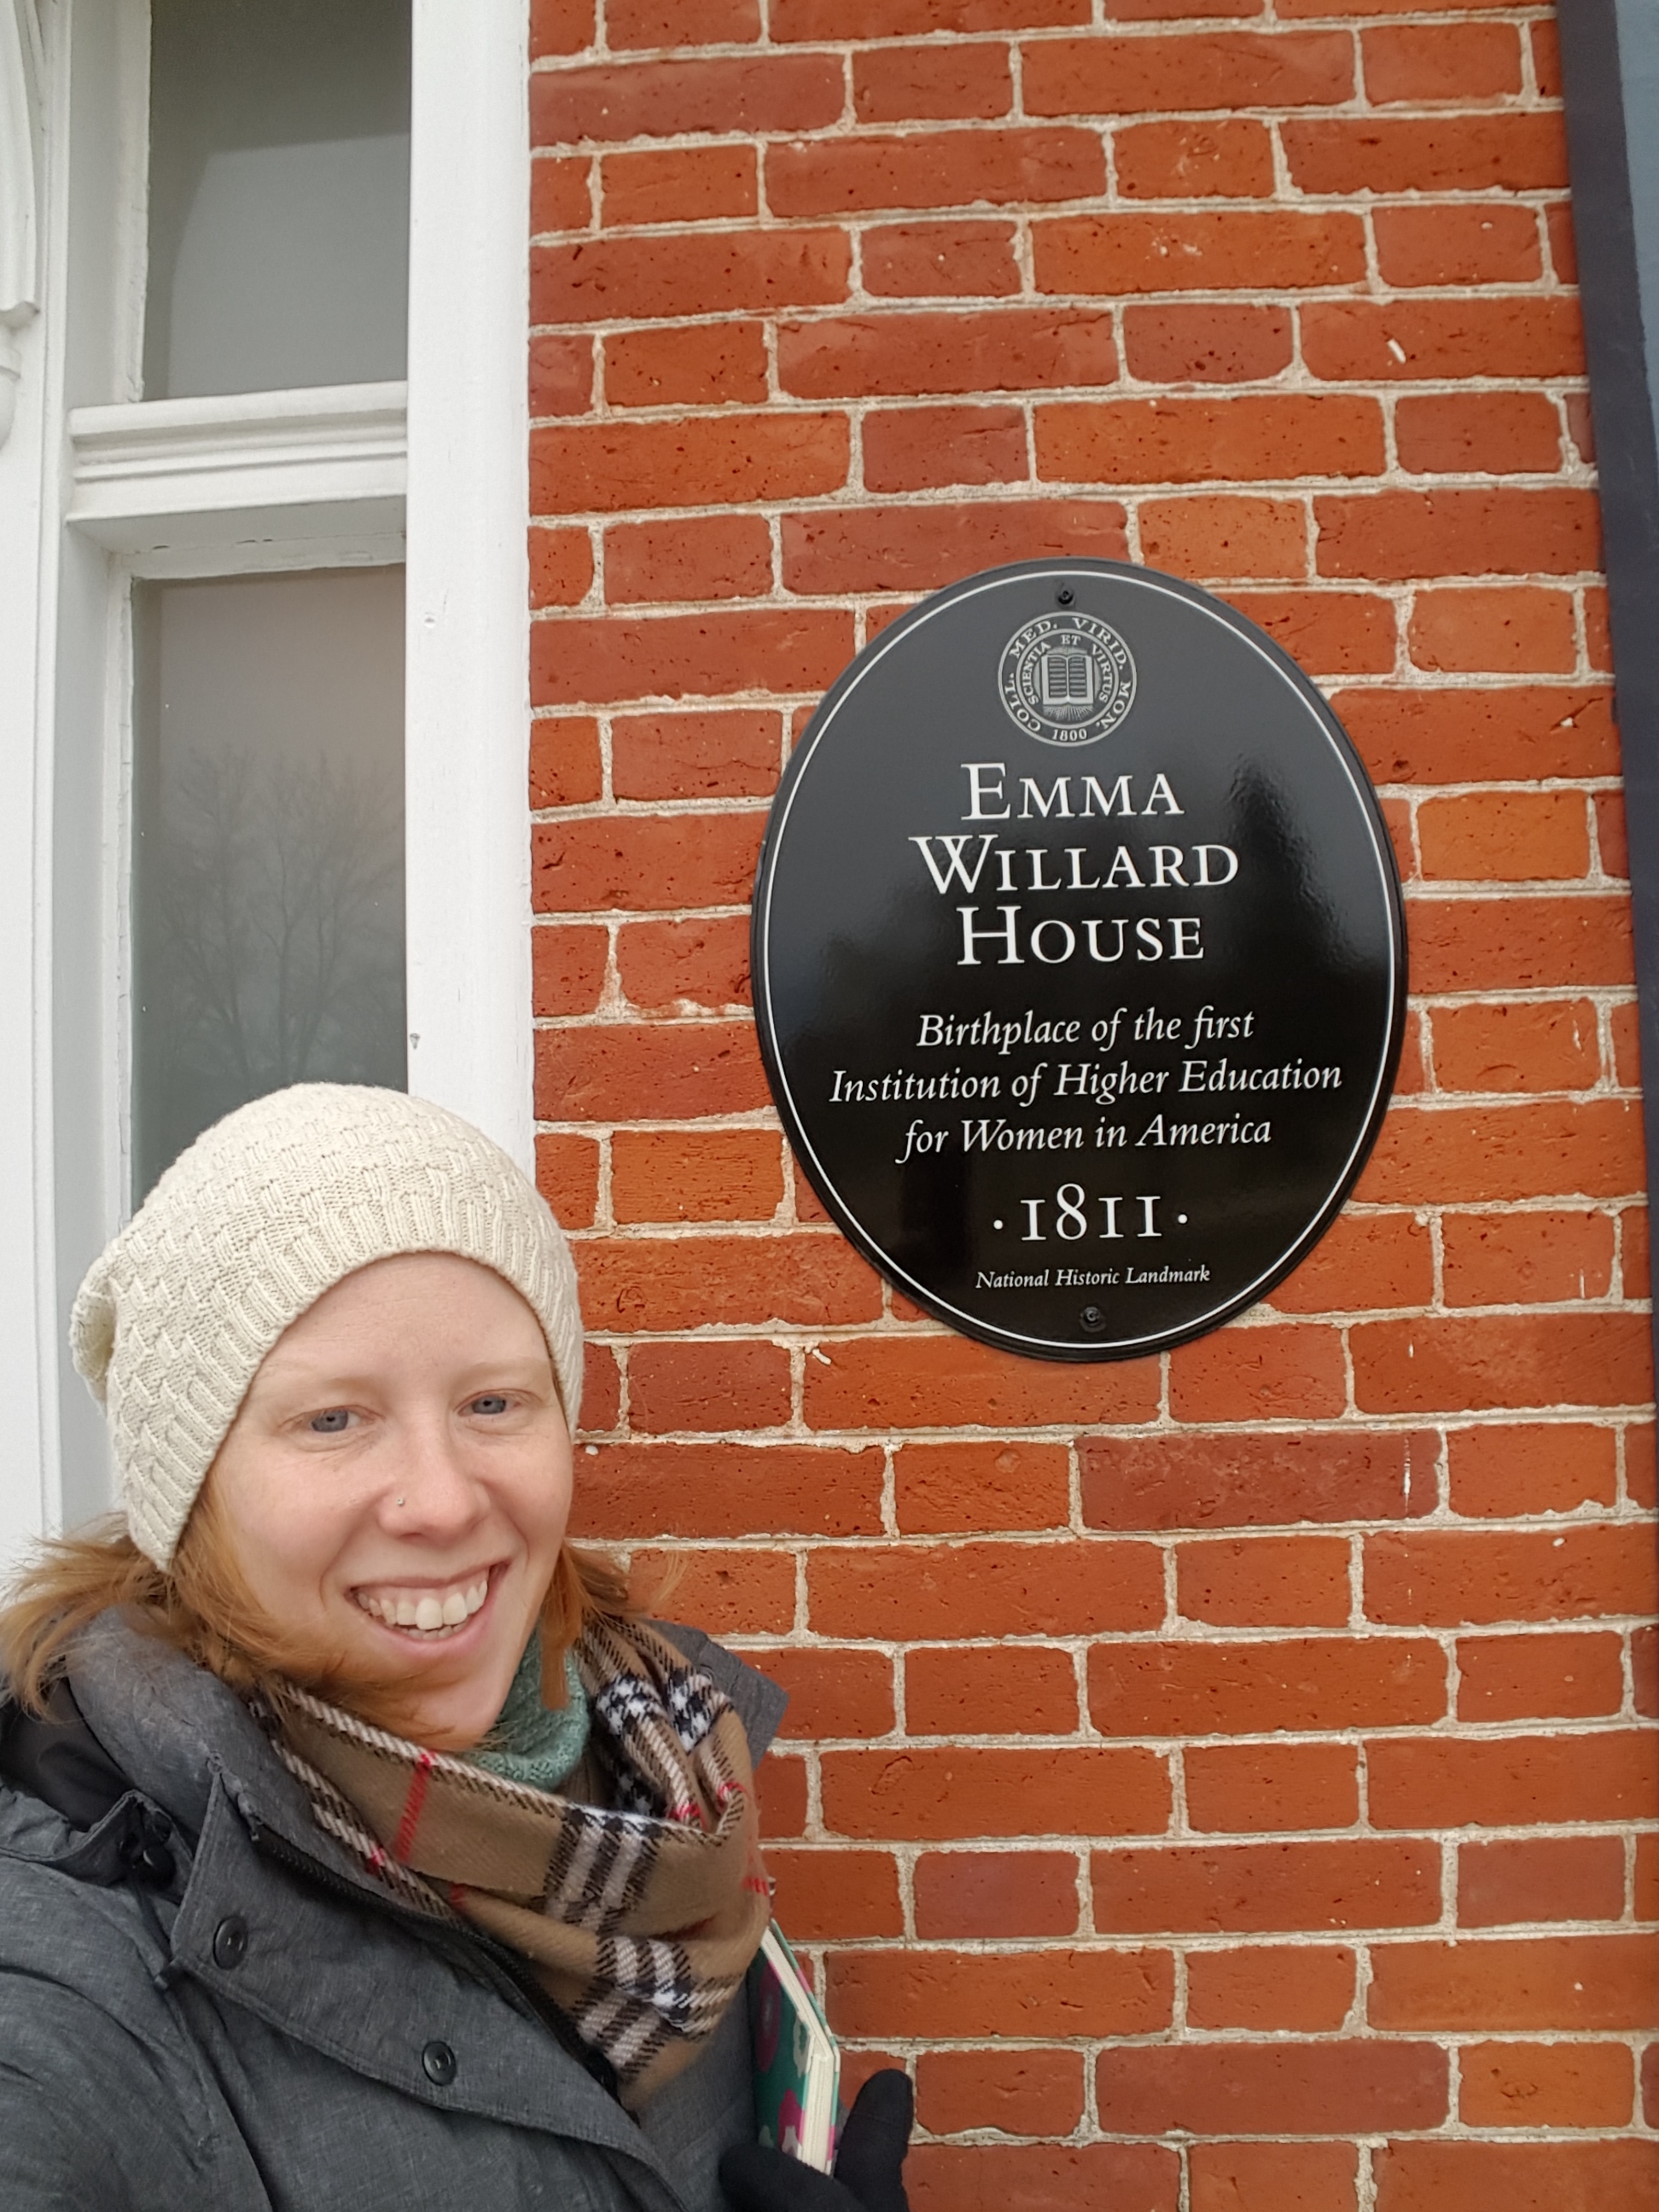 COLL. MED. VIRID. MON.
SCIENTIA ET VIRTUS
1800
EMMA
WILLARD
HOUSE
Birthplace of the first
Institution of Higher Education
for Women in America
·1811·
National Historic Landmark